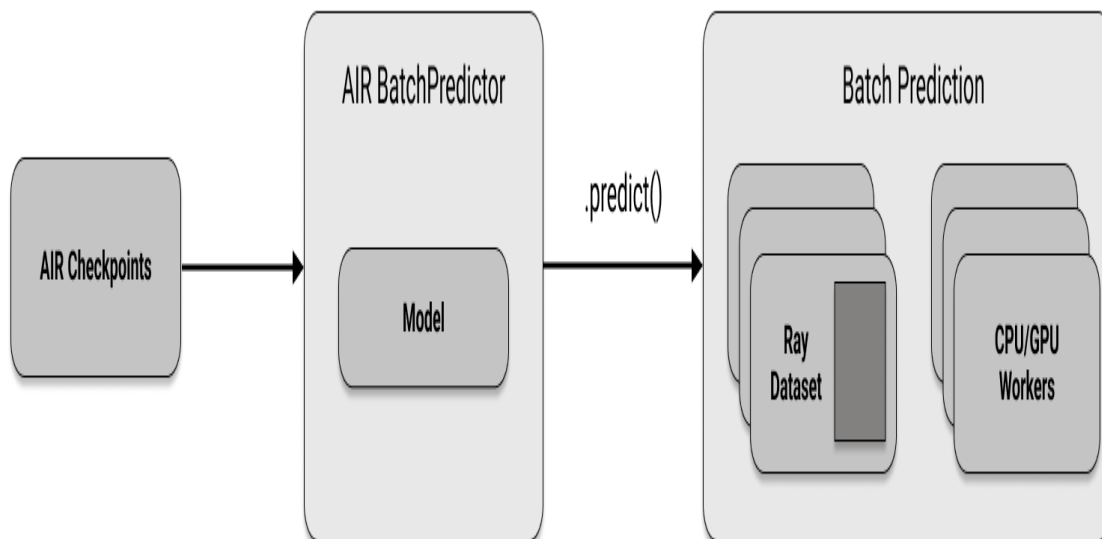 AIR Checkpoints
AIR BatchPredictor
Model
.predict()
Batch Prediction
Ray
Dataset
CPU/GPU
Workers